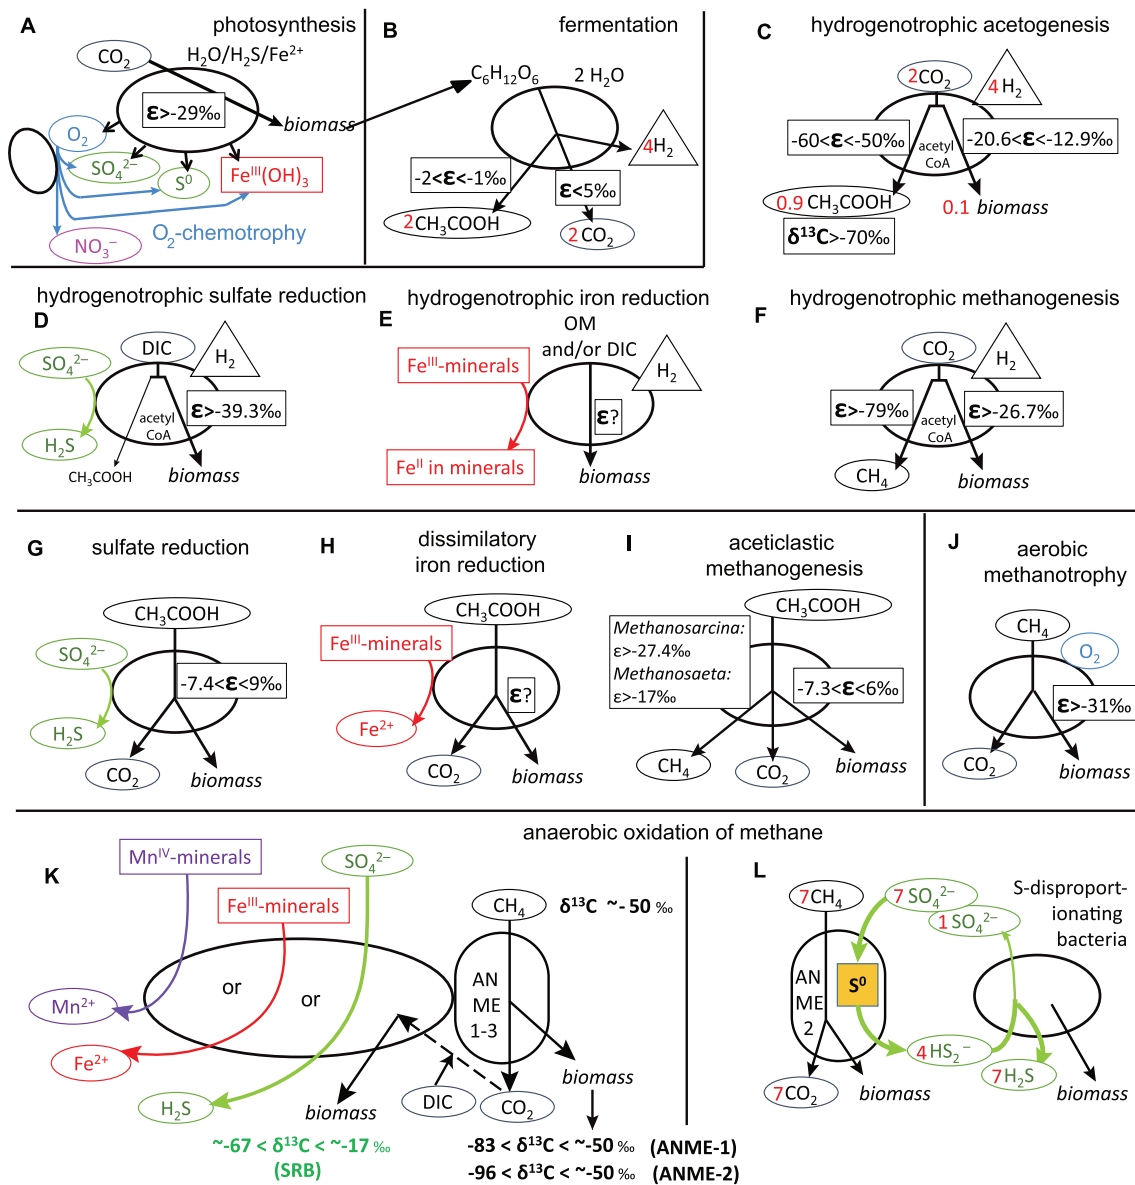 A
photosynthesis
CO₂
H₂O/H₂S/Fe²⁺
ε>-29‰
O₂
biomass
SO₄²⁻
S⁰
Feᴵᴵᴵ(OH)₃
O₂-chemotrophy
NO₃⁻
B
fermentation
C₆H₁₂O₆
2 H₂O
4H₂
-2<ε<-1‰
ε<5‰
2CH₃COOH
2CO₂
C
hydrogenotrophic acetogenesis
2CO₂
4H₂
-60<ε<-50‰
acetyl
CoA
-20.6<ε<-12.9‰
0.9 CH₃COOH
0.1 biomass
δ¹³C>-70‰
hydrogenotrophic sulfate reduction
D
SO₄²⁻
DIC
H₂
ε>-39.3‰
acetyl
CoA
H₂S
CH₃COOH
biomass
hydrogenotrophic iron reduction
E
OM
and/or DIC
Feᴵᴵᴵ-minerals
H₂
ε?
Feᴵᴵ in minerals
biomass
hydrogenotrophic methanogenesis
F
CO₂
H₂
ε>-79‰
acetyl
CoA
ε>-26.7‰
CH₄
biomass
G
sulfate reduction
CH₃COOH
SO₄²⁻
-7.4<ε<9‰
H₂S
CO₂
biomass
H
dissimilatory
iron reduction
CH₃COOH
Feᴵᴵᴵ-minerals
ε?
Fe²⁺
CO₂
biomass
I
aceticlastic
methanogenesis
CH₃COOH
Methanosarcina:
ε>-27.4‰
Methanosaeta:
ε>-17‰
-7.3<ε<6‰
CH₄
CO₂
biomass
J
aerobic
methanotrophy
CH₄
O₂
ε>-31‰
CO₂
biomass
anaerobic oxidation of methane
K
Mnᴵⱽ-minerals
SO₄²⁻
Feᴵᴵᴵ-minerals
CH₄
δ¹³C ~-50 ‰
or
or
AN
ME
1-3
Mn²⁺
Fe²⁺
H₂S
biomass
DIC
CO₂
biomass
~-67 < δ¹³C < ~-17 ‰
(SRB)
-83 < δ¹³C < ~-50 ‰ (ANME-1)
-96 < δ¹³C < ~-50 ‰ (ANME-2)
L
7CH₄
7SO₄²⁻
1SO₄²⁻
S-disproport-
ionating
bacteria
AN
ME
2
S⁰
4HS₂⁻
7H₂S
7CO₂
biomass
biomass